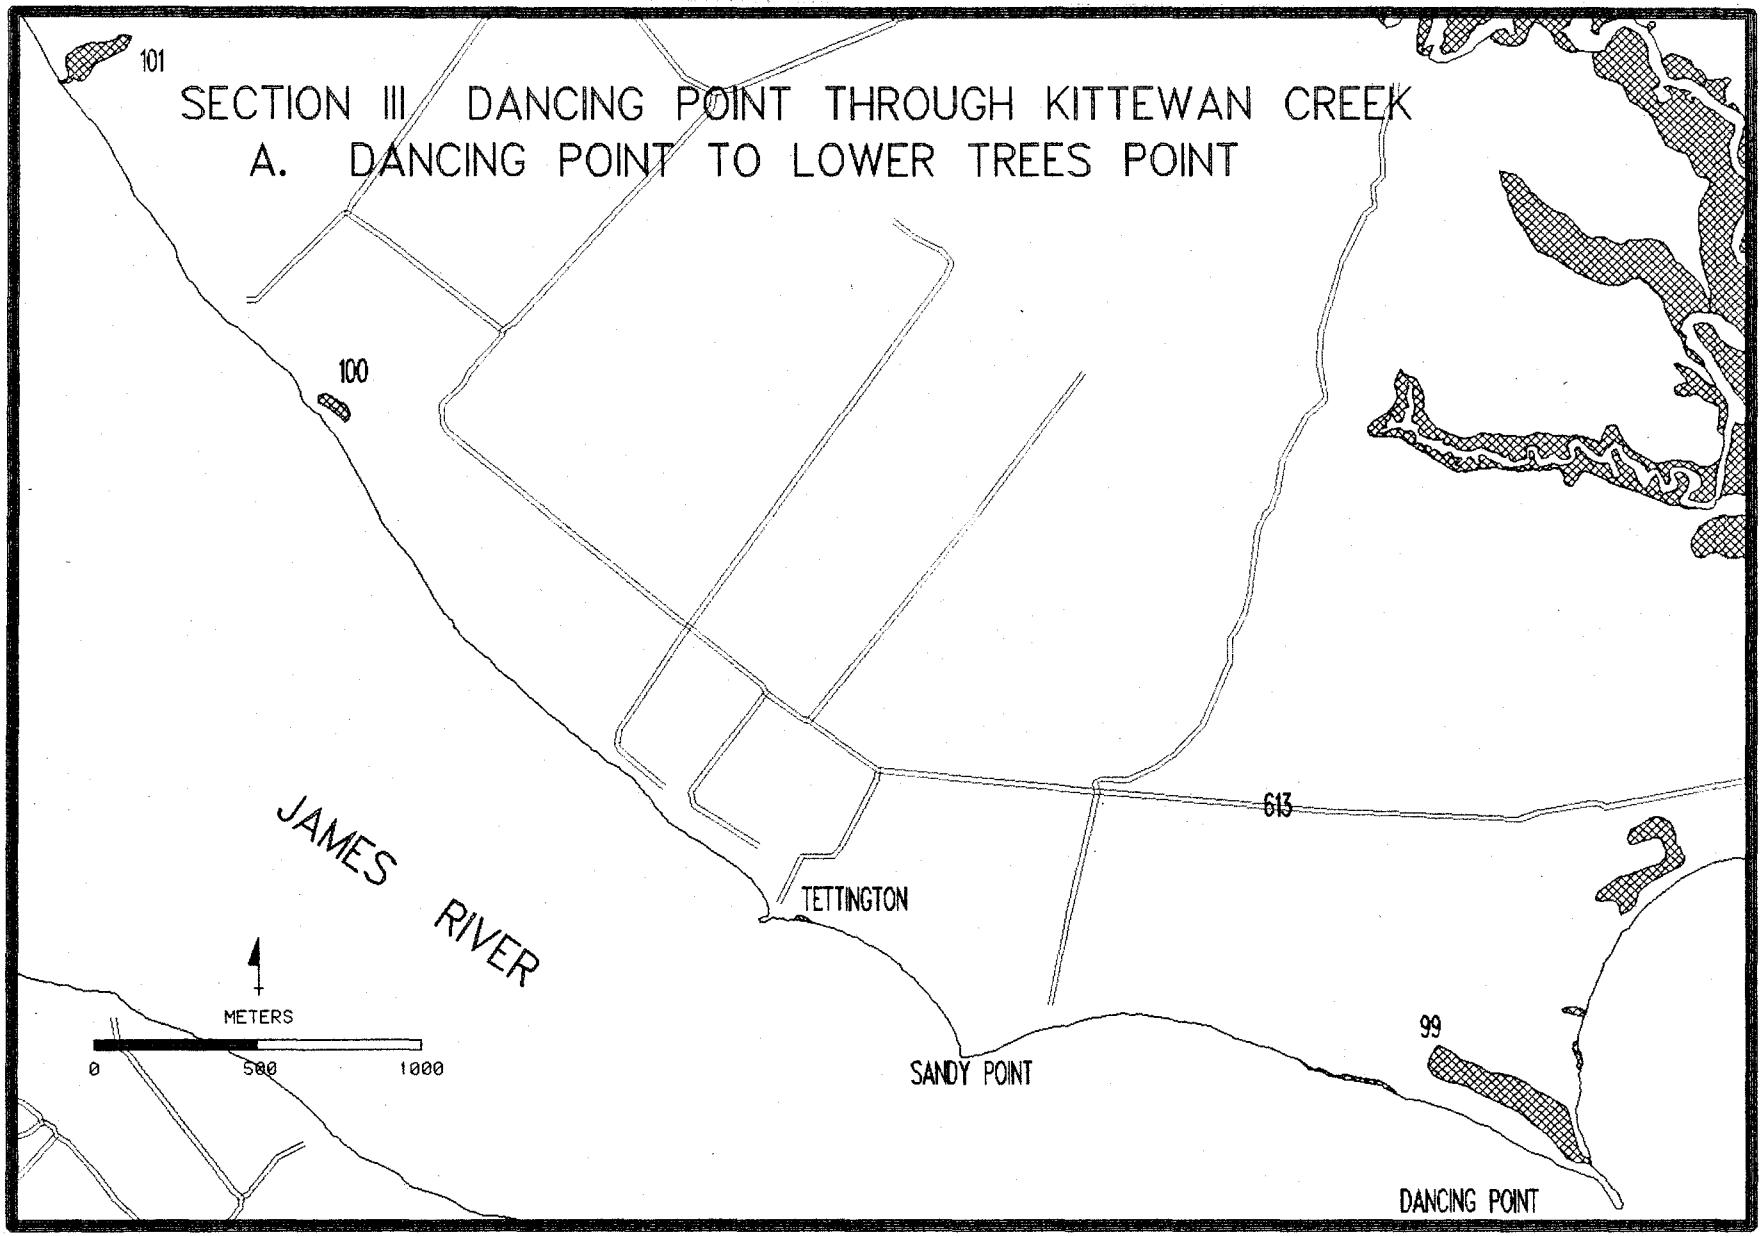 101
SECTION III DANCING POINT THROUGH KITTEWAN CREEK
A. DANCING POINT TO LOWER TREES POINT
100
613
JAMES RIVER
TETTINGTON
METERS
0 500 1000
99
SANDY POINT
DANCING POINT